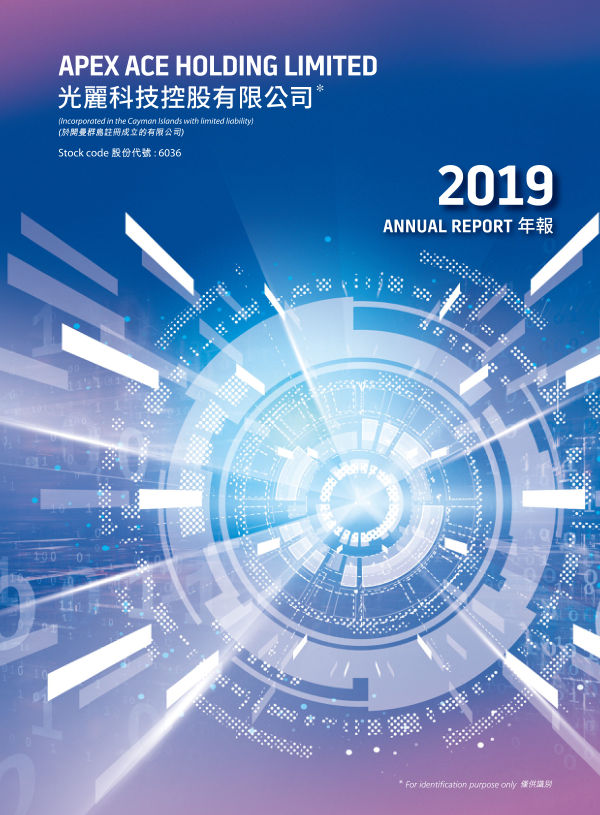 APEX ACE HOLDING LIMITED
光麗科技控股有限公司*
(Incorporated in the Cayman Islands with limited liability)
(於開曼群島註冊成立的有限公司)
Stock code 股份代號 : 6036
2019
ANNUAL REPORT 年報
* For identification purpose only 僅供識別